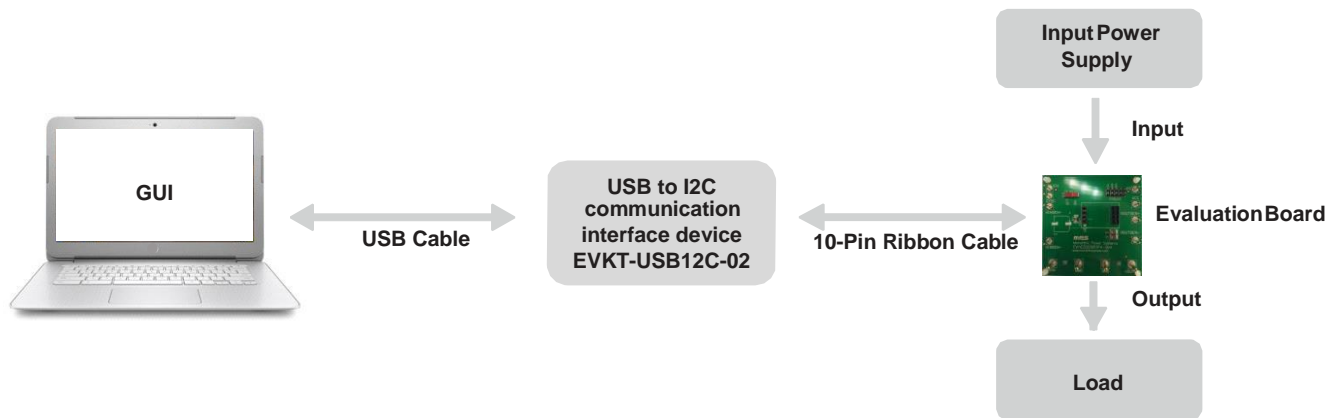 Input Power
Supply
Input
GUI
USB to I2C
communication
interface device
EVKT-USB12C-02
USB Cable
10-Pin Ribbon Cable
Evaluation Board
Output
Load